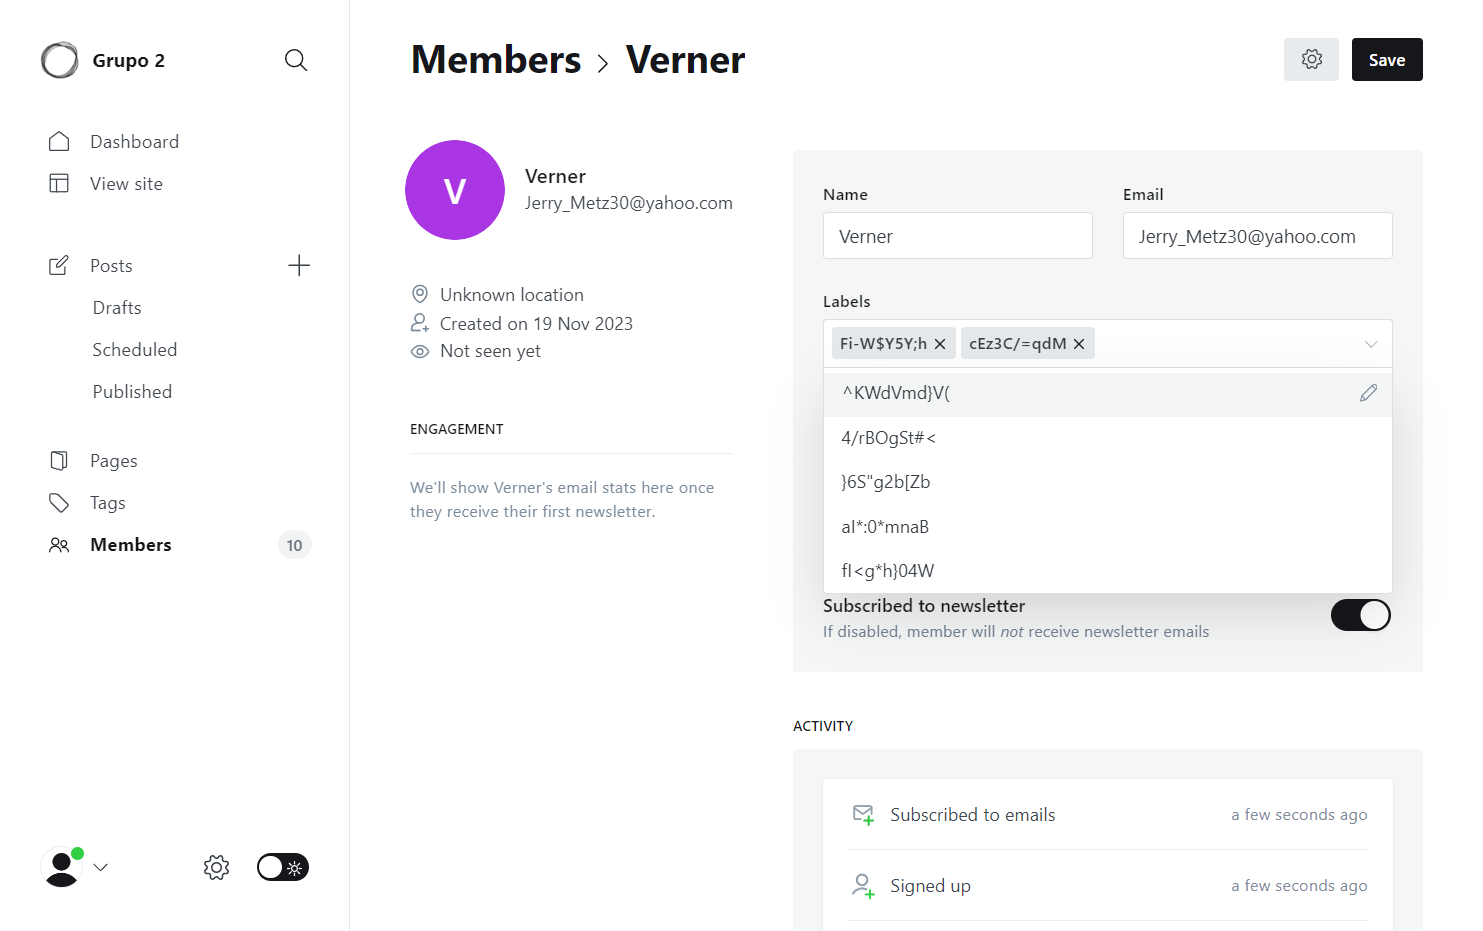 Grupo 2
Dashboard
View site
Posts
Drafts
Scheduled
Published
Pages
Tags
Members
10
Members > Verner
Save
V
Verner
Jerry_Metz30@yahoo.com
Unknown location
Created on 19 Nov 2023
Not seen yet
ENGAGEMENT
We'll show Verner's email stats here once
they receive their first newsletter.
Name
Email
Verner
Jerry_Metz30@yahoo.com
Labels
Fi-W$Y5Y;h
cEz3C/=qdM
^KWdVmd}V(
4/rBOgSt#<
}6S"g2b[Zb
aI*:0*mnaB
fI<g*h}04W
Subscribed to newsletter
If disabled, member will not receive newsletter emails
ACTIVITY
Subscribed to emails
a few seconds ago
Signed up
a few seconds ago